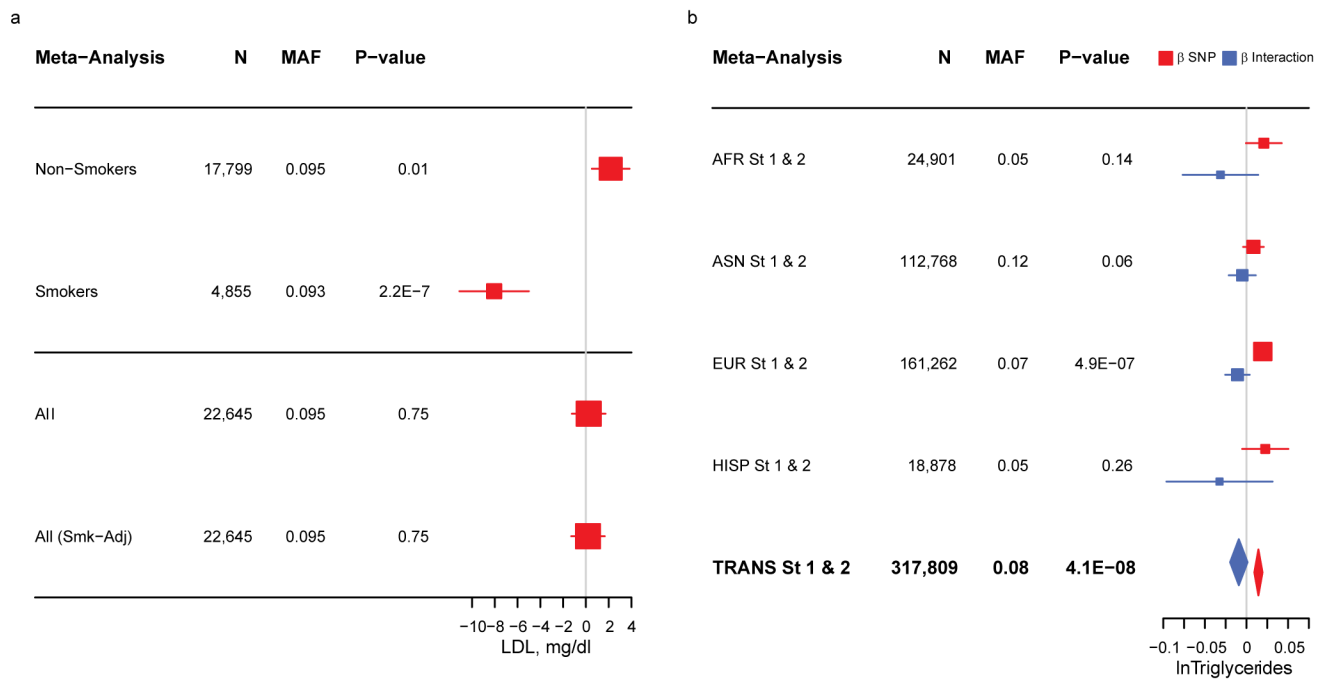 a
Meta−Analysis N MAF P−value
Non−Smokers 17,799 0.095 0.01
Smokers 4,855 0.093 2.2E−7
All 22,645 0.095 0.75
All (Smk−Adj) 22,645 0.095 0.75
−10 −8 −6 −4 −2 0 2 4
LDL, mg/dl
b
Meta−Analysis N MAF P−value β SNP β Interaction
AFR St 1 & 2 24,901 0.05 0.14
ASN St 1 & 2 112,768 0.12 0.06
EUR St 1 & 2 161,262 0.07 4.9E−07
HISP St 1 & 2 18,878 0.05 0.26
TRANS St 1 & 2 317,809 0.08 4.1E−08
−0.1 −0.05 0 0.05
lnTriglycerides